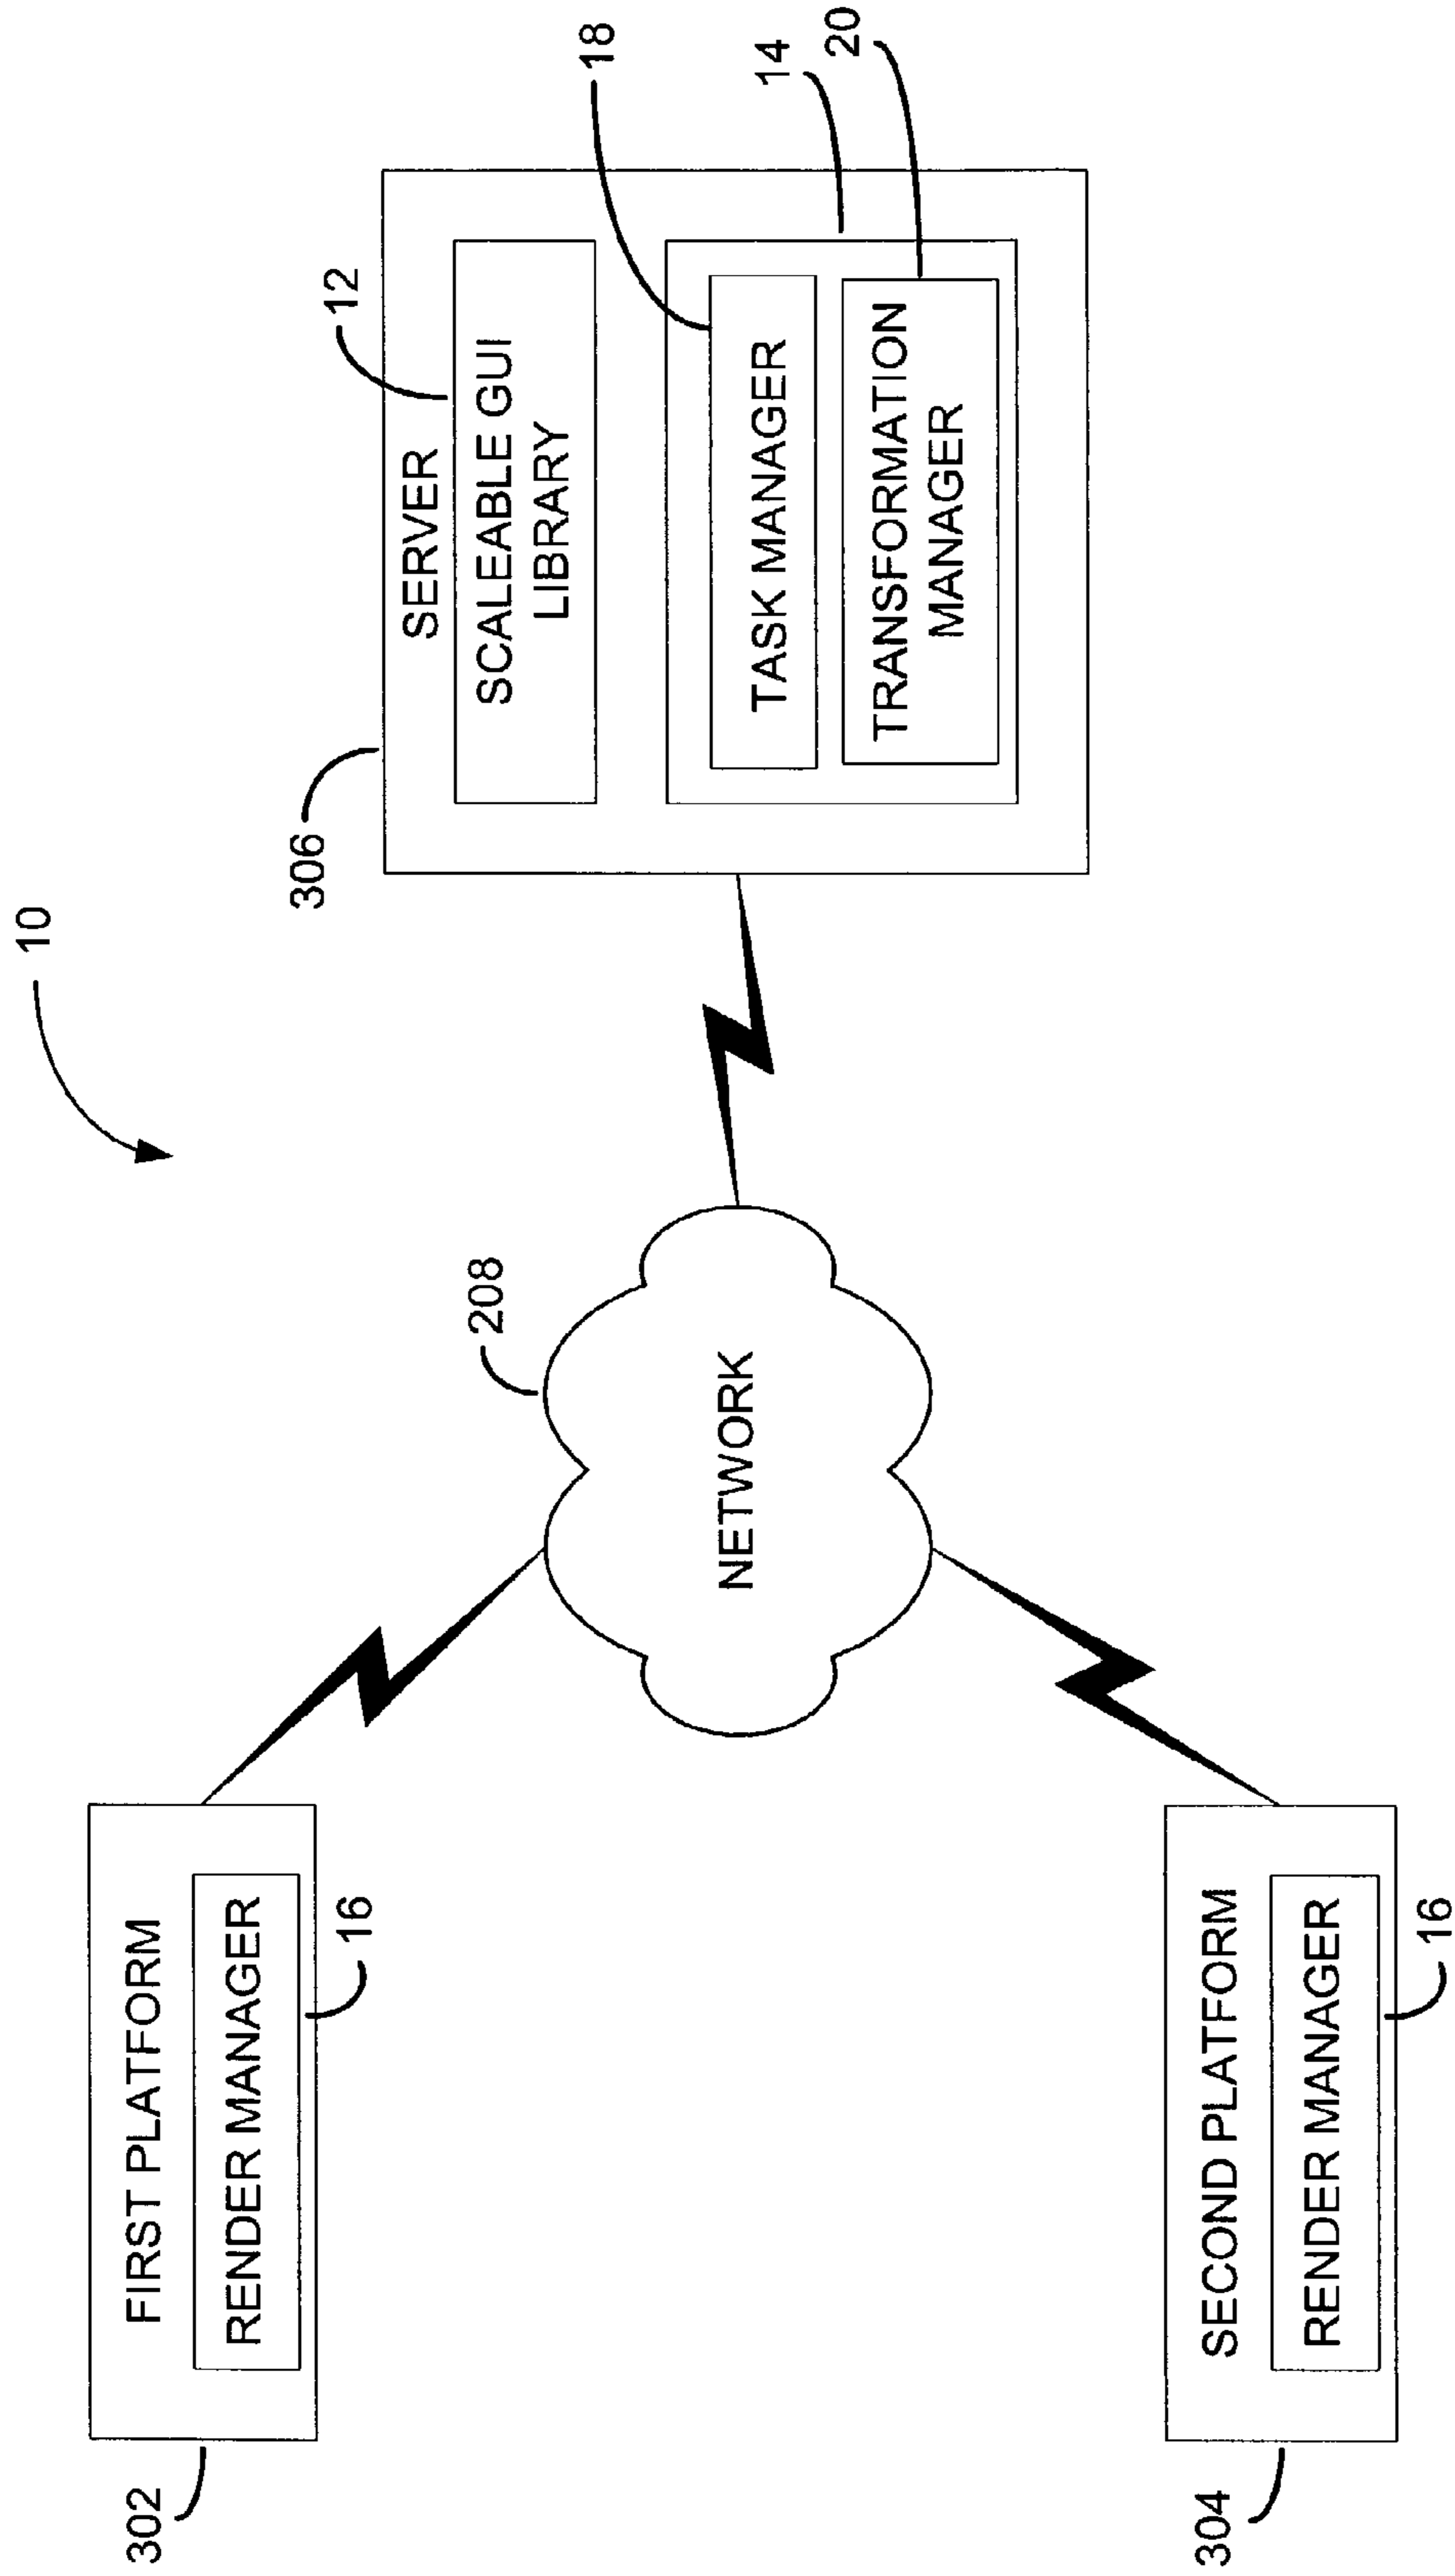 10
302
FIRST PLATFORM
RENDER MANAGER
16
208
NETWORK
304
SECOND PLATFORM
RENDER MANAGER
16
306
SERVER
12
SCALEABLE GUI
LIBRARY
18
TASK MANAGER
14
TRANSFORMATION
MANAGER
20